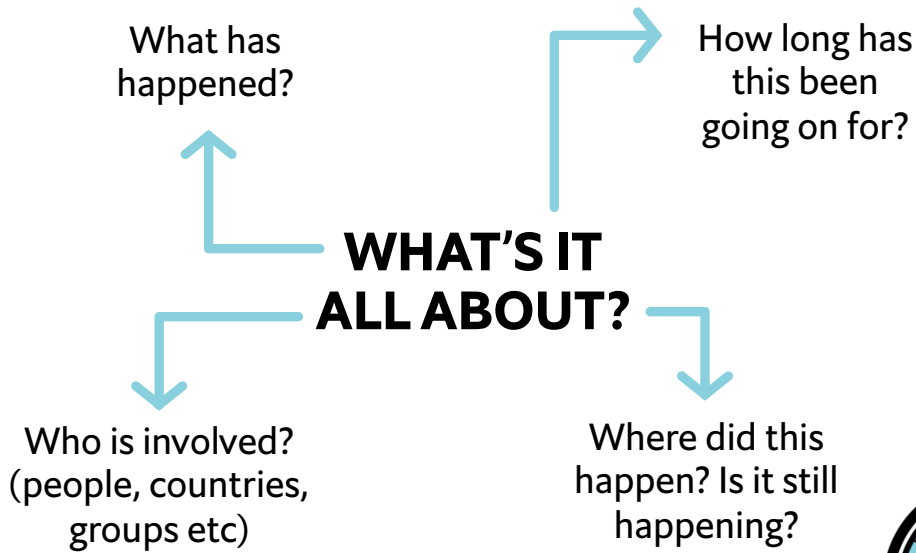 What has
happened?
How long has
this been
going on for?
WHAT'S IT
ALL ABOUT?
Who is involved?
(people, countries,
groups etc)
Where did this
happen? Is it still
happening?